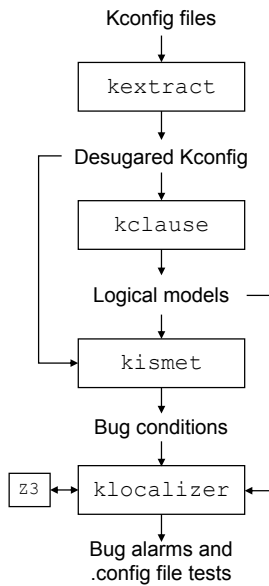 Kconfig files
kextract
Desugared Kconfig
kclause
Logical models
kismet
Bug conditions
Z3
klocalizer
Bug alarms and
.config file tests